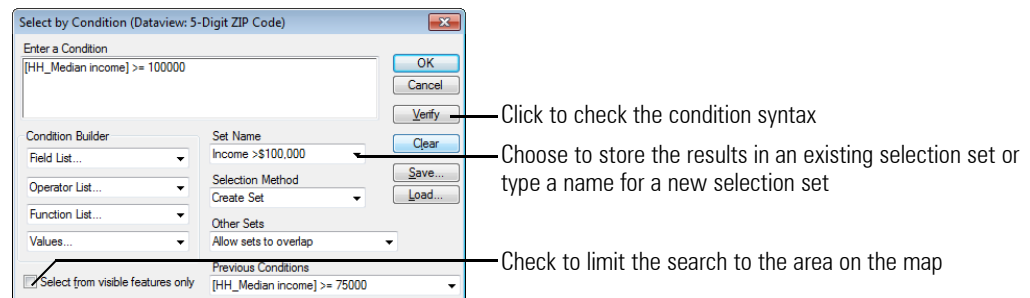 Select by Condition (Dataview: 5-Digit ZIP Code)
Enter a Condition
[HH_Median income] >= 100000
OK
Cancel
Verify
Click to check the condition syntax
Condition Builder
Set Name
Clear
Field List...
Income >$100,000
Choose to store the results in an existing selection set or
type a name for a new selection set
Operator List...
Selection Method
Save...
Create Set
Load...
Function List...
Other Sets
Values...
Allow sets to overlap
Check to limit the search to the area on the map
Select from visible features only
Previous Conditions
[HH_Median income] >= 75000